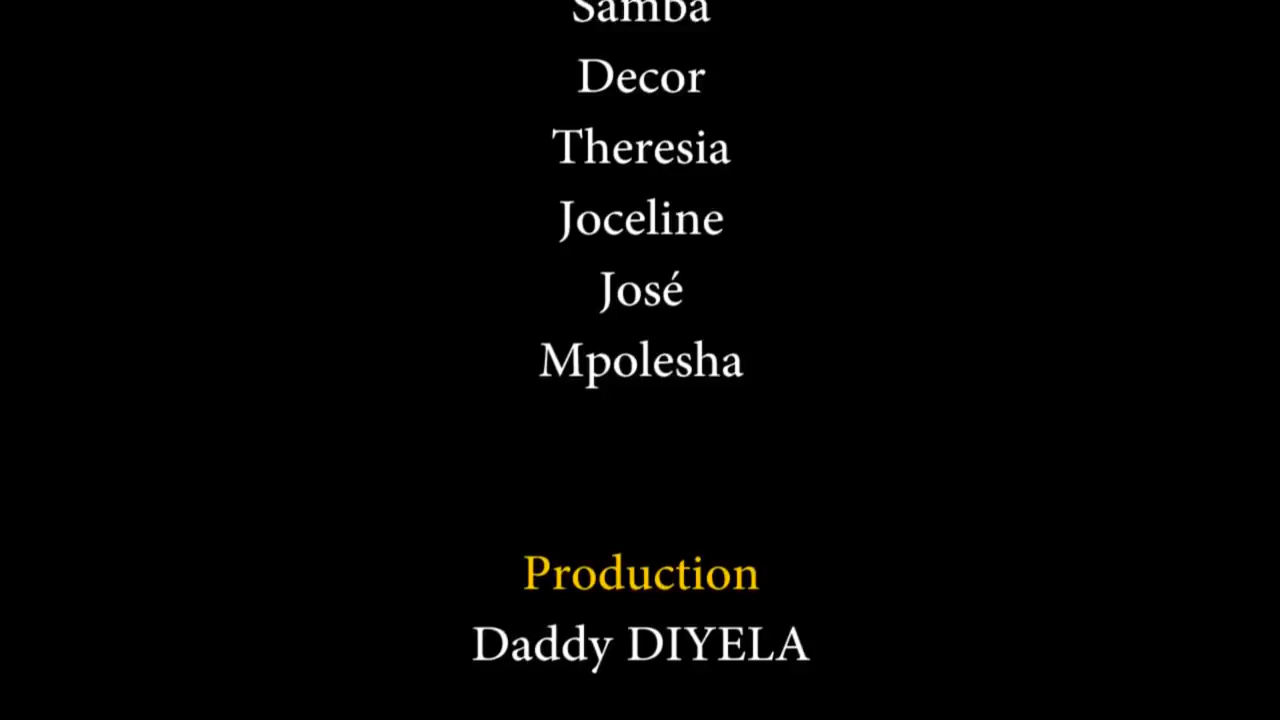 Samba
Decor
Theresia
Joceline
José
Mpolesha
Production
Daddy DIYELA